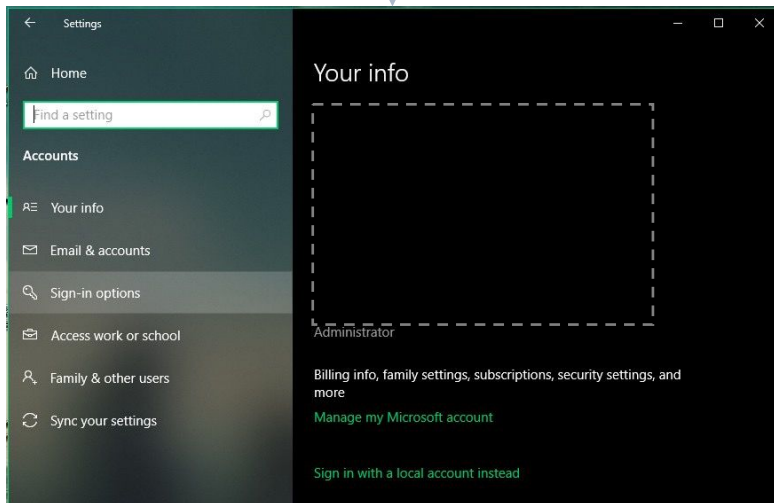 Settings
Home
Find a setting
Accounts
Your info
Email & accounts
Sign-in options
Access work or school
Family & other users
Sync your settings
Your info
Administrator
Billing info, family settings, subscriptions, security settings, and
more
Manage my Microsoft account
Sign in with a local account instead